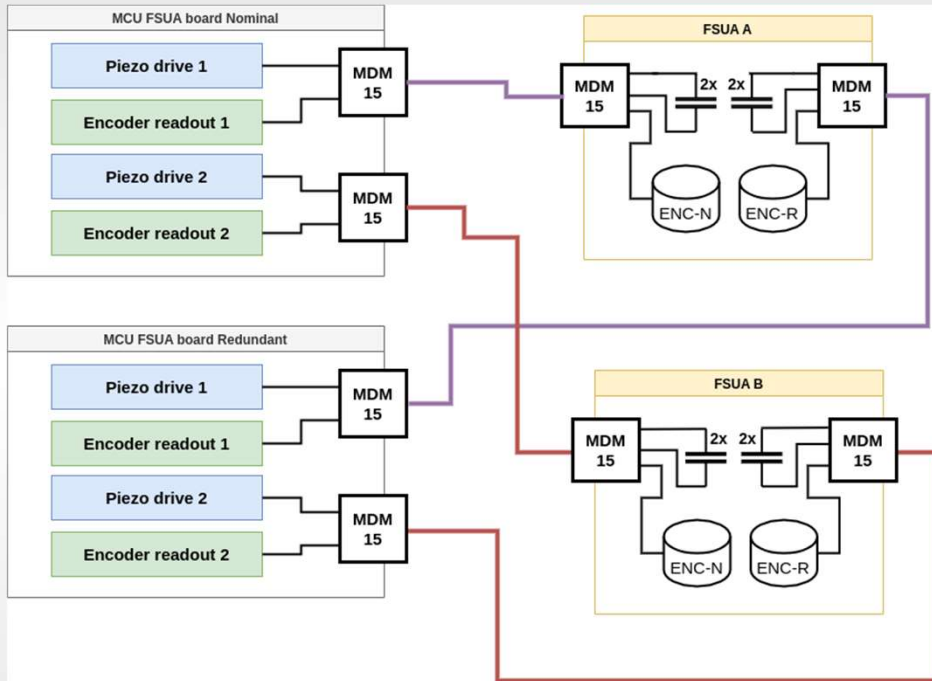 MCU FSUA board Nominal
Piezo drive 1
Encoder readout 1
Piezo drive 2
Encoder readout 2
MDM
15
MDM
15
FSUA A
MDM
15
2x
2x
MDM
15
ENC-N
ENC-R
MCU FSUA board Redundant
Piezo drive 1
Encoder readout 1
Piezo drive 2
Encoder readout 2
MDM
15
MDM
15
FSUA B
MDM
15
2x
2x
MDM
15
ENC-N
ENC-R